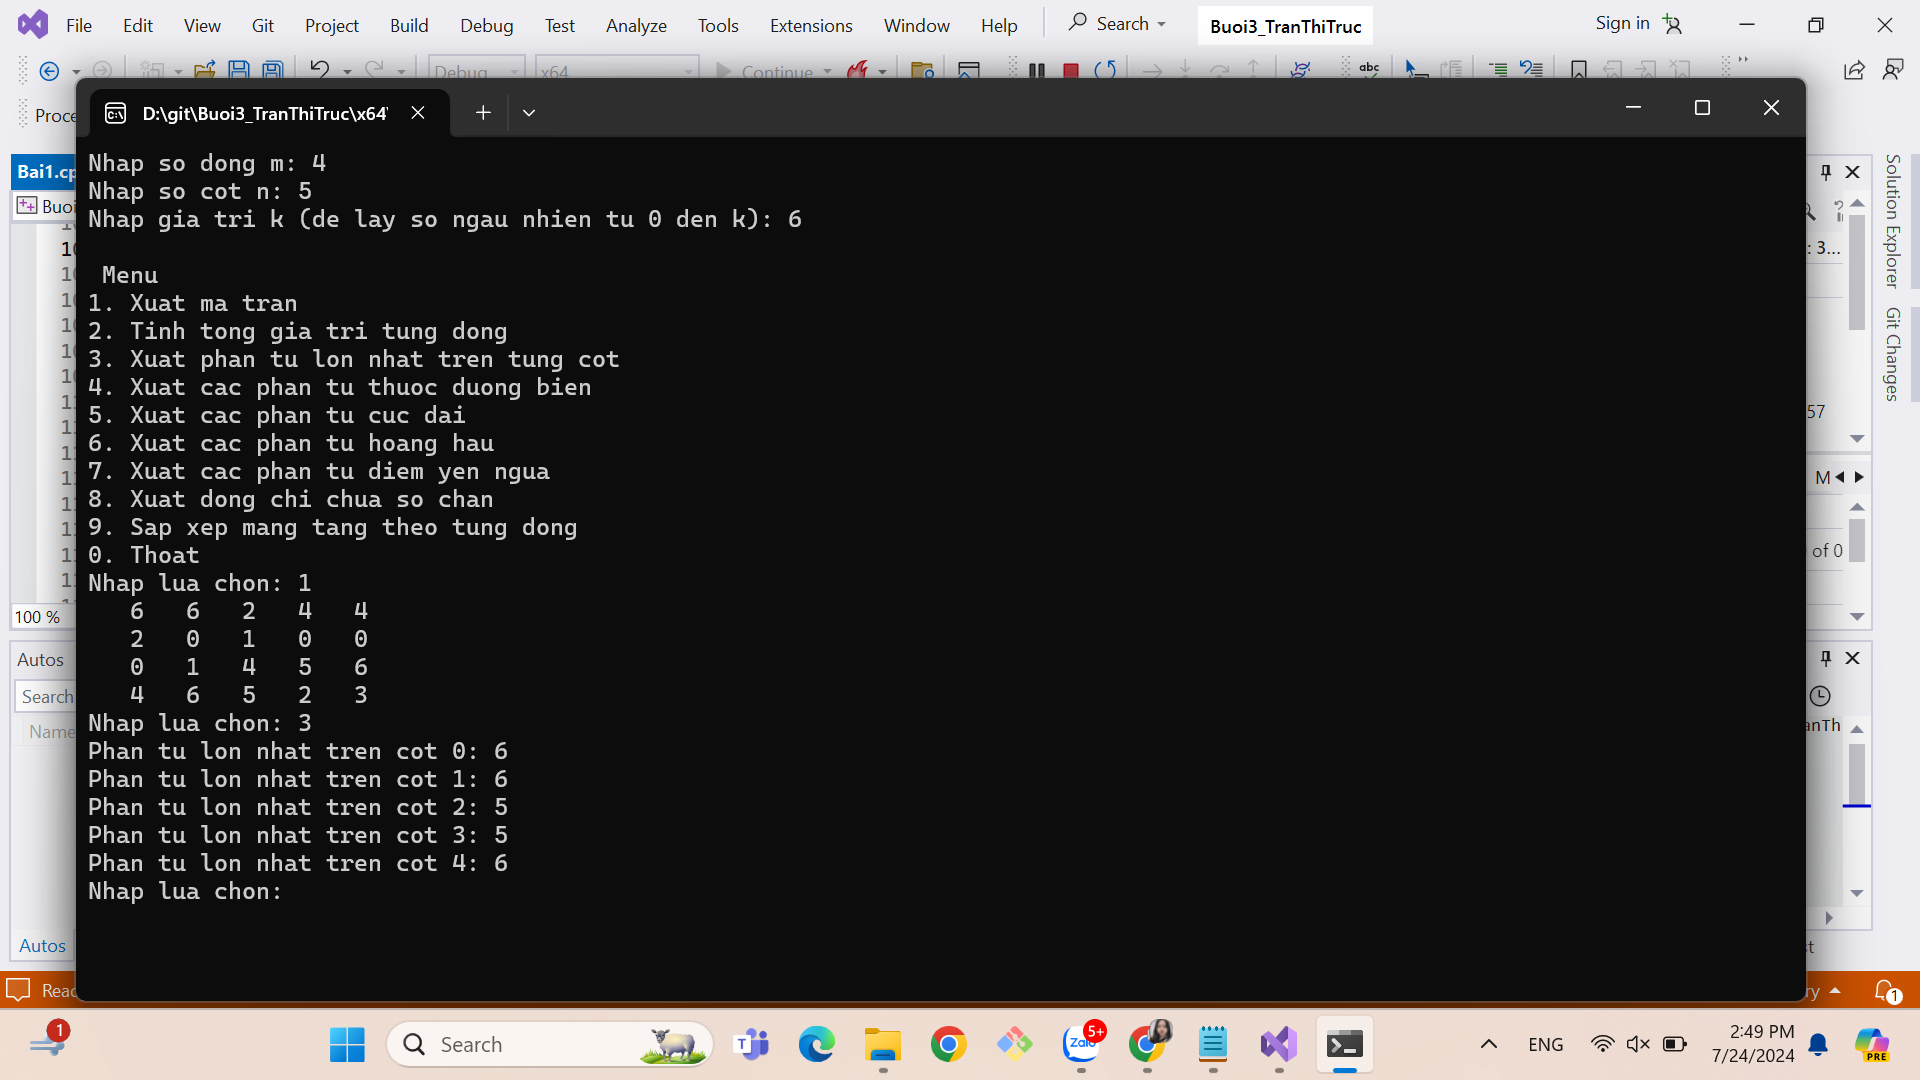 File Edit View Git Project Build Debug Test Analyze Tools Extensions Window Help Search Buoi3_TranThiTruc Sign in
Debug x64 Continue
D:\git\Buoi3_TranThiTruc\x64
Nhap so dong m: 4
Nhap so cot n: 5
Nhap gia tri k (de lay so ngau nhien tu 0 den k): 6
Menu
1. Xuat ma tran
2. Tinh tong gia tri tung dong
3. Xuat phan tu lon nhat tren tung cot
4. Xuat cac phan tu thuoc duong bien
5. Xuat cac phan tu cuc dai
6. Xuat cac phan tu hoang hau
7. Xuat cac phan tu diem yen ngua
8. Xuat dong chi chua so chan
9. Sap xep mang tang theo tung dong
0. Thoat
Nhap lua chon: 1
6 6 2 4 4
2 0 1 0 0
0 1 4 5 6
4 6 5 2 3
Nhap lua chon: 3
Phan tu lon nhat tren cot 0: 6
Phan tu lon nhat tren cot 1: 6
Phan tu lon nhat tren cot 2: 5
Phan tu lon nhat tren cot 3: 5
Phan tu lon nhat tren cot 4: 6
Nhap lua chon:
Proce
Bai1.cp
Buoi
100 %
Autos
Search
Name
Autos
Solution Explorer
Git Changes
: 3...
57
M
of 0
anTh
1
Search
5+
Zalo
ENG
2:49 PM
7/24/2024
PRE
1